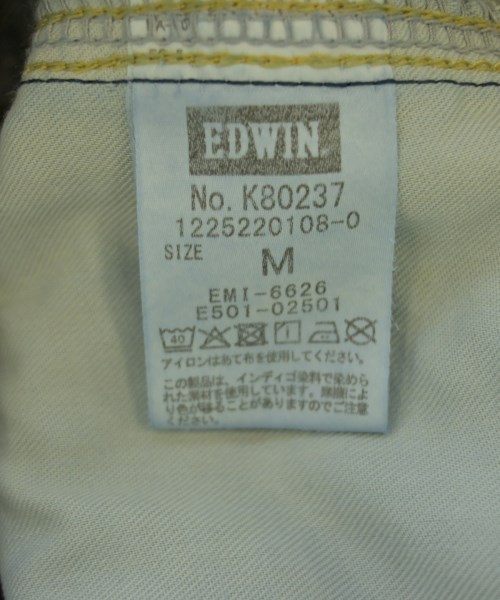 EDWIN
No. K80237
1225220108-0
SIZE M
EMI-6626
E501-02501
40
アイロンはあて布を使用してください。
この製品は、インディゴ染料で染めら
れた素材を使用しています。摩擦によ
り色が移ることがありますのでご注意
ください。